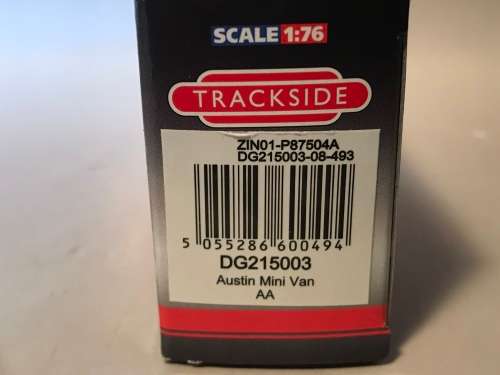 SCALE 1:76
TRACKSIDE
ZIN01-P87504A
DG215003-08-493
5 055286 600494
DG215003
Austin Mini Van
AA